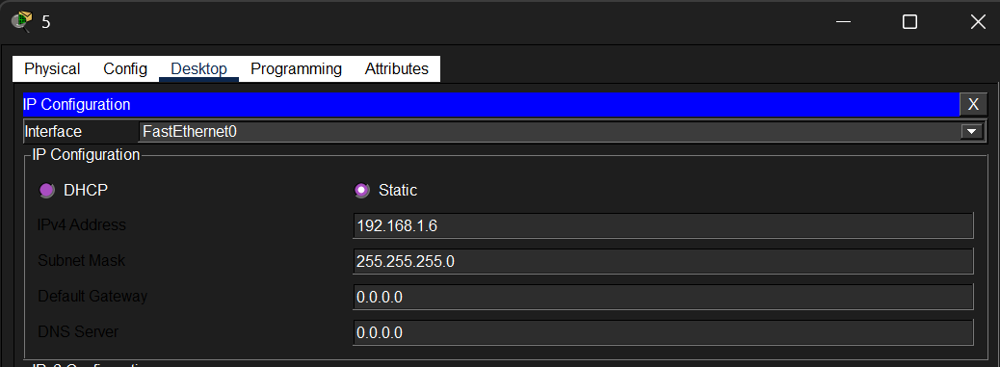 5
Physical Config Desktop Programming Attributes
IP Configuration X
Interface FastEthernet0
IP Configuration
DHCP Static
IPv4 Address 192.168.1.6
Subnet Mask 255.255.255.0
Default Gateway 0.0.0.0
DNS Server 0.0.0.0